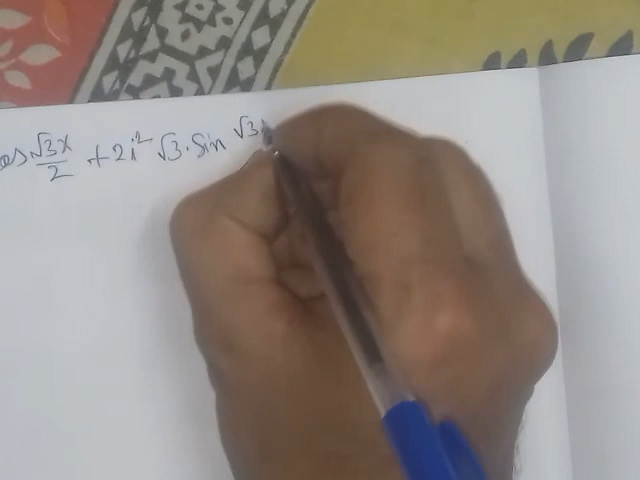 cos √3x/2 + 2i² √3 · Sin √3